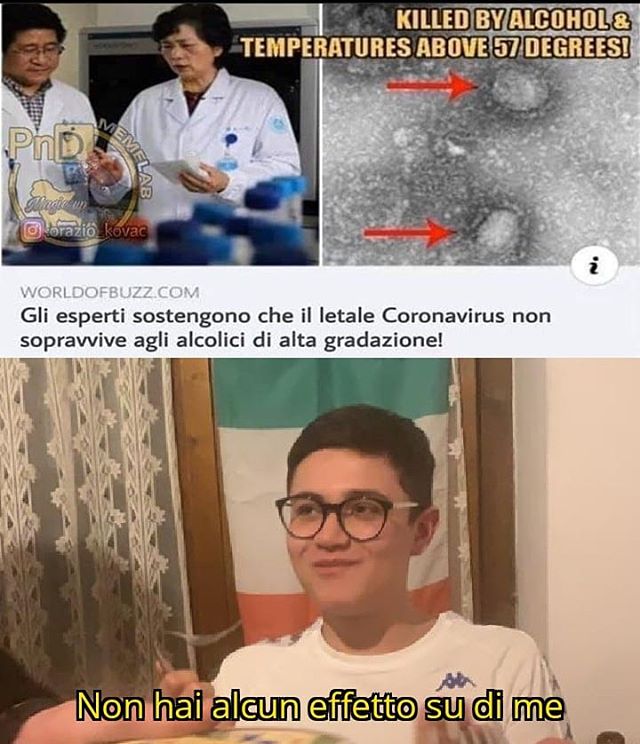 KILLED BY ALCOHOL &
TEMPERATURES ABOVE 57 DEGREES!
PnD
MEMELAB
Made in
orazio_kovac
i
WORLDOFBUZZ.COM
Gli esperti sostengono che il letale Coronavirus non
sopravvive agli alcolici di alta gradazione!
Non hai alcun effetto su di me